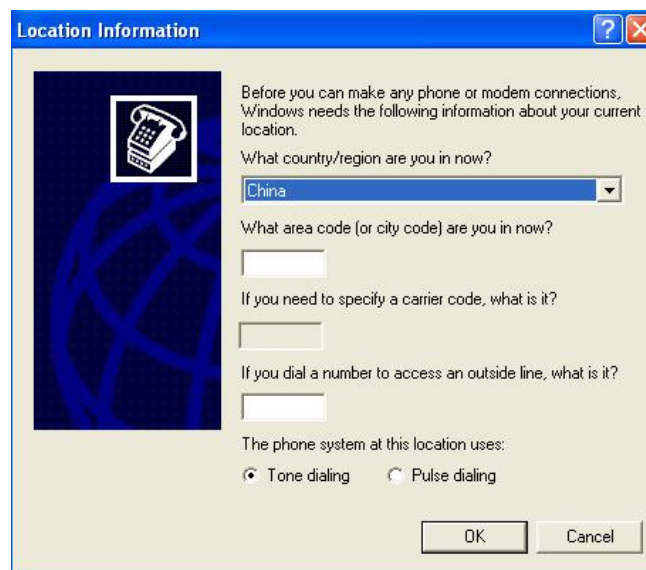 Location Information
Before you can make any phone or modem connections,
Windows needs the following information about your current
location.
What country/region are you in now?
China
What area code (or city code) are you in now?
If you need to specify a carrier code, what is it?
If you dial a number to access an outside line, what is it?
The phone system at this location uses:
Tone dialing Pulse dialing
OK Cancel